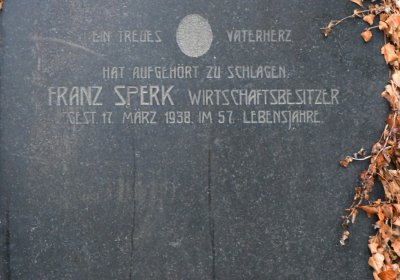 EIN TREUES VATERHERZ
HAT AUFGEHÖRT ZU SCHLAGEN.
FRANZ SPERK WIRTSCHAFTSBESITZER
GEST. 17. MÄRZ 1938. IM 57. LEBENSJAHRE.